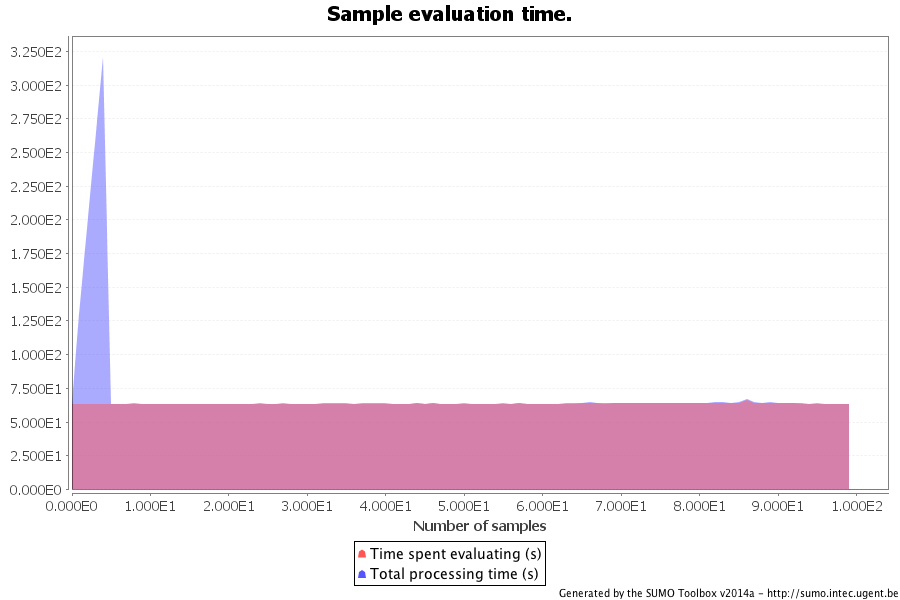 Sample evaluation time.
3.250E2
3.000E2
2.750E2
2.500E2
2.250E2
2.000E2
1.750E2
1.500E2
1.250E2
1.000E2
7.500E1
5.000E1
2.500E1
0.000E0
0.000E0 1.000E1 2.000E1 3.000E1 4.000E1 5.000E1 6.000E1 7.000E1 8.000E1 9.000E1 1.000E2
Number of samples
Time spent evaluating (s)
Total processing time (s)
Generated by the SUMO Toolbox v2014a - http://sumo.intec.ugent.be